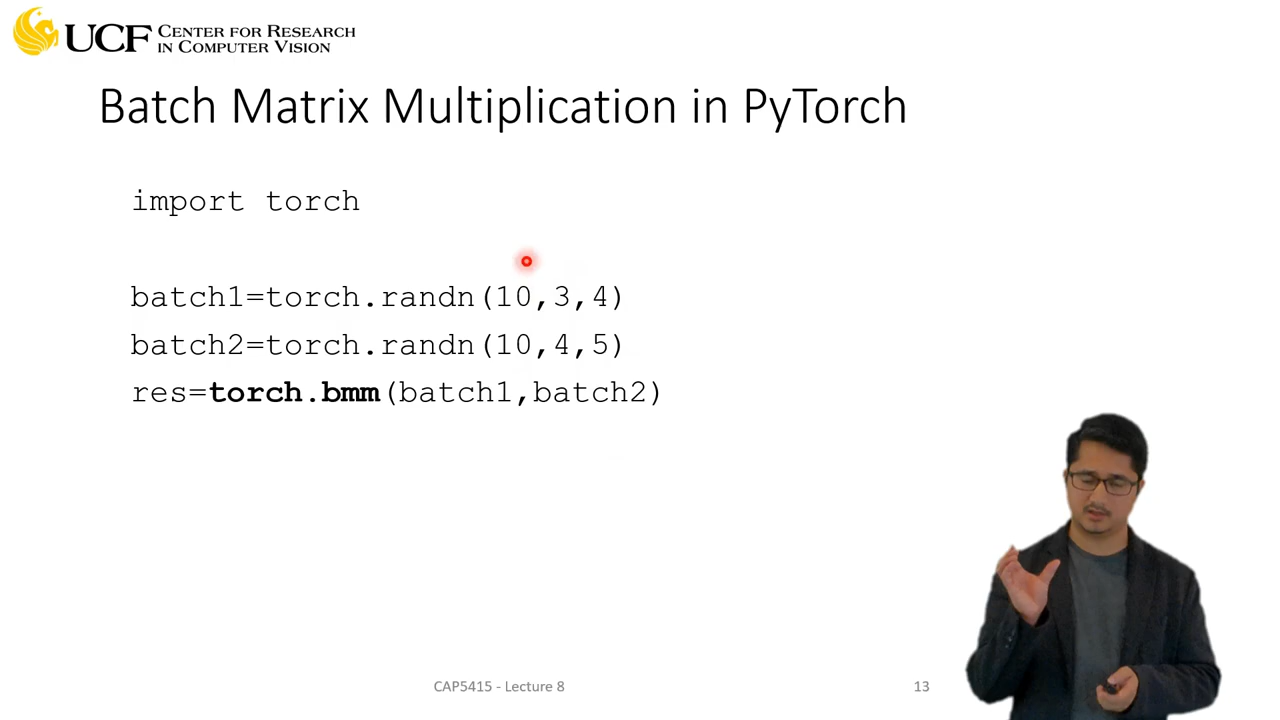 UCF CENTER FOR RESEARCH
IN COMPUTER VISION
Batch Matrix Multiplication in PyTorch
import torch
batch1=torch.randn(10,3,4)
batch2=torch.randn(10,4,5)
res=torch.bmm(batch1,batch2)
CAP5415 - Lecture 8
13